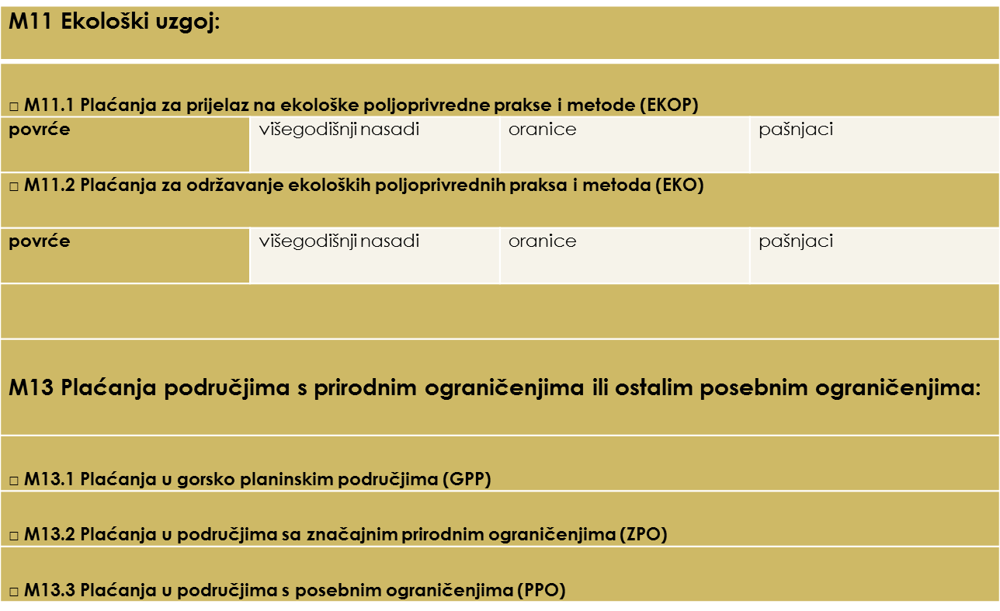 M11 Ekološki uzgoj:
□ M11.1 Plaćanja za prijelaz na ekološke poljoprivredne prakse i metode (EKOP)
povrće višegodišnji nasadi oranice pašnjaci
□ M11.2 Plaćanja za održavanje ekoloških poljoprivrednih praksa i metoda (EKO)
povrće višegodišnji nasadi oranice pašnjaci
M13 Plaćanja područjima s prirodnim ograničenjima ili ostalim posebnim ograničenjima:
□ M13.1 Plaćanja u gorsko planinskim područjima (GPP)
□ M13.2 Plaćanja u područjima sa značajnim prirodnim ograničenjima (ZPO)
□ M13.3 Plaćanja u područjima s posebnim ograničenjima (PPO)